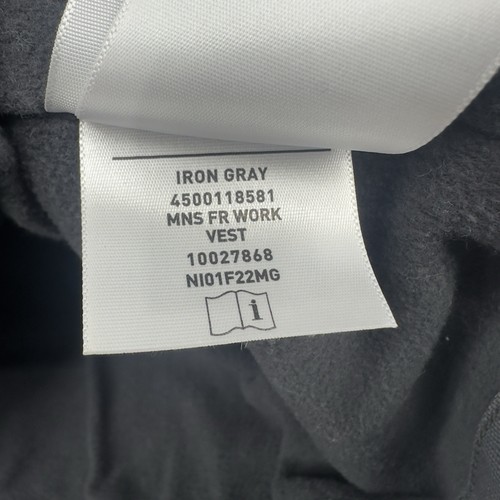 IRON GRAY
4500118581
MNS FR WORK
VEST
10027868
NI01F22MG
i